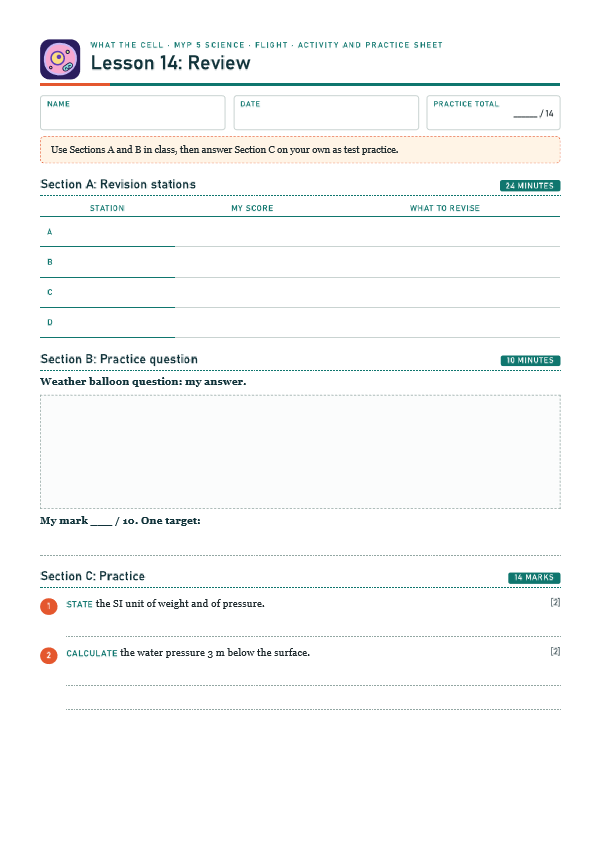 WHAT THE CELL · MYP 5 SCIENCE · FLIGHT · ACTIVITY AND PRACTICE SHEET
Lesson 14: Review
NAME
DATE
PRACTICE TOTAL
_____ / 14
Use Sections A and B in class, then answer Section C on your own as test practice.
Section A: Revision stations
24 MINUTES
STATION MY SCORE WHAT TO REVISE
A
B
C
D
Section B: Practice question
10 MINUTES
Weather balloon question: my answer.
My mark ____ / 10. One target:
Section C: Practice
14 MARKS
1 STATE the SI unit of weight and of pressure. [2]
2 CALCULATE the water pressure 3 m below the surface. [2]